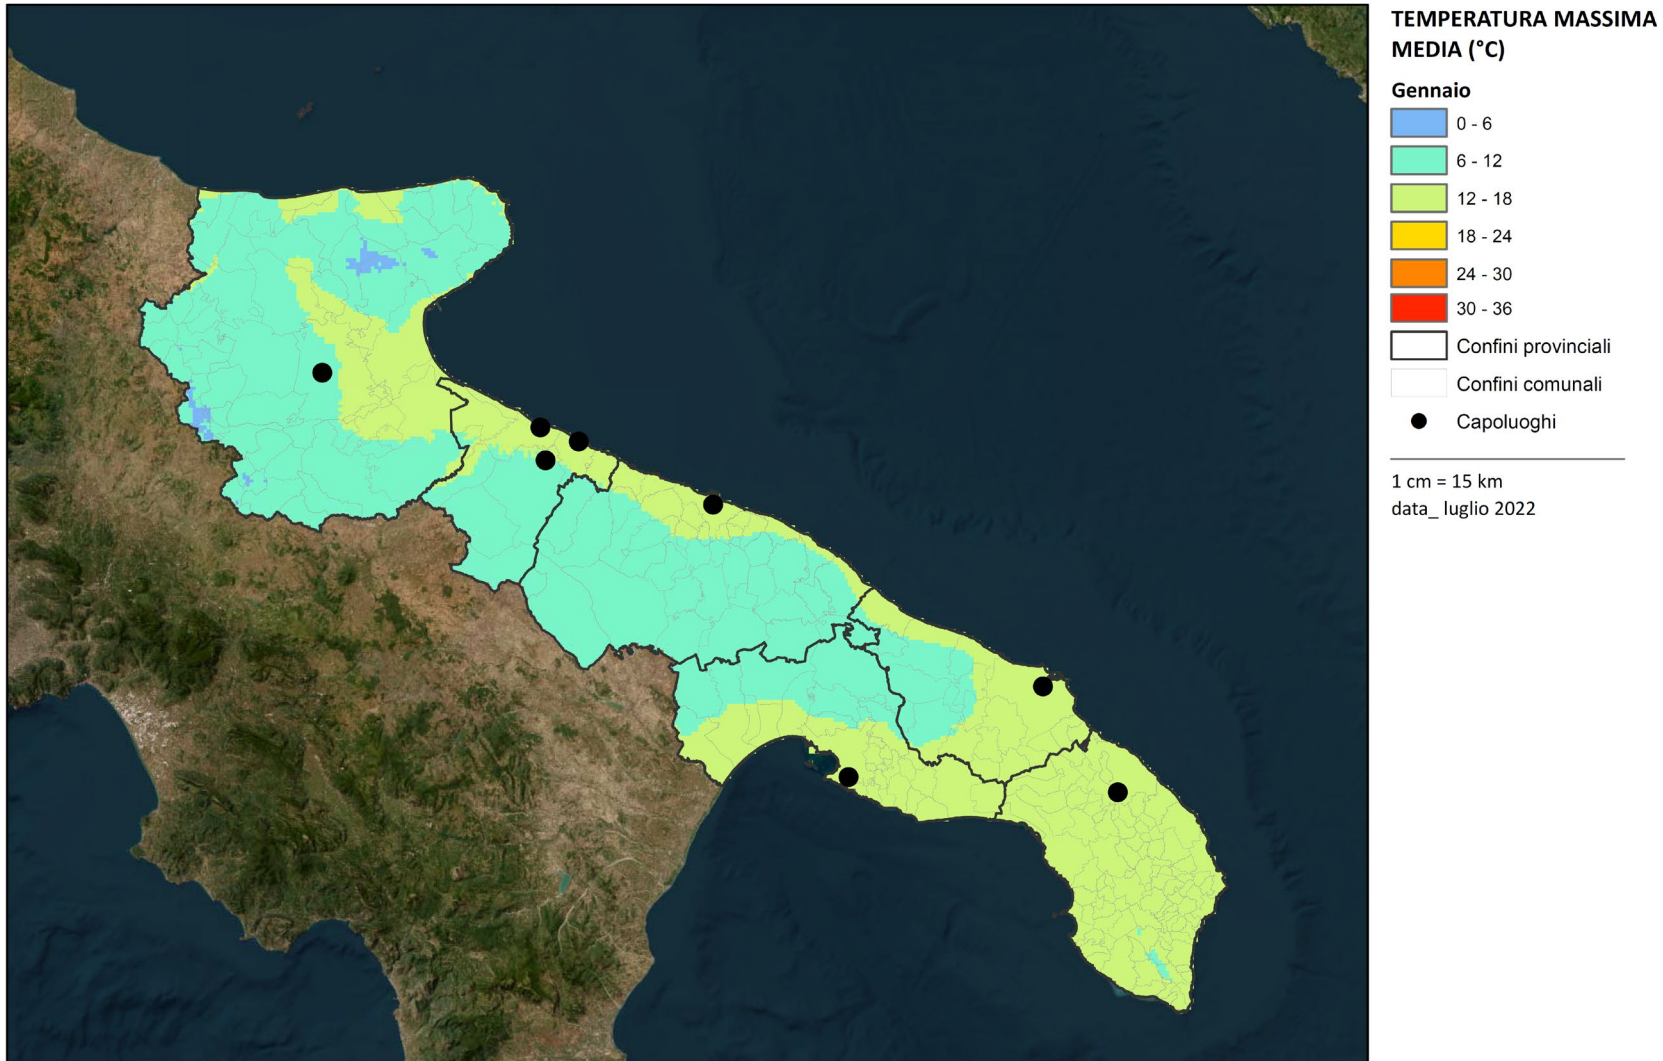 TEMPERATURA MASSIMA
MEDIA (°C)
Gennaio
0 - 6
6 - 12
12 - 18
18 - 24
24 - 30
30 - 36
Confini provinciali
Confini comunali
Capoluoghi
1 cm = 15 km
data_ luglio 2022